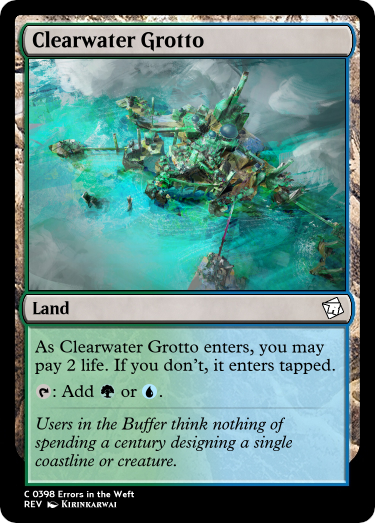 Clearwater Grotto
Land
As Clearwater Grotto enters, you may
pay 2 life. If you don't, it enters tapped.
: Add or .
Users in the Buffer think nothing of
spending a century designing a single
coastline or creature.
C 0398 Errors in the Weft
REV Kirinkarwai